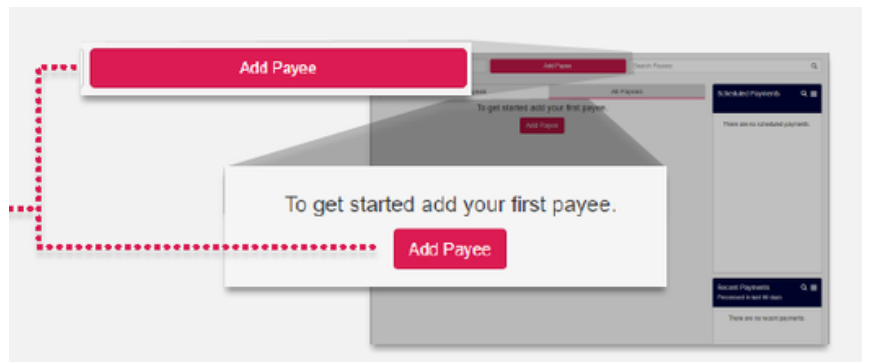 Add Payee
Add Payee
Search Payees
All Payees
Scheduled Payments
To get started add your first payee.
Add Payee
There are no scheduled payments.
To get started add your first payee.
Add Payee
Recent Payments
Processed in last 90 days
There are no recent payments.